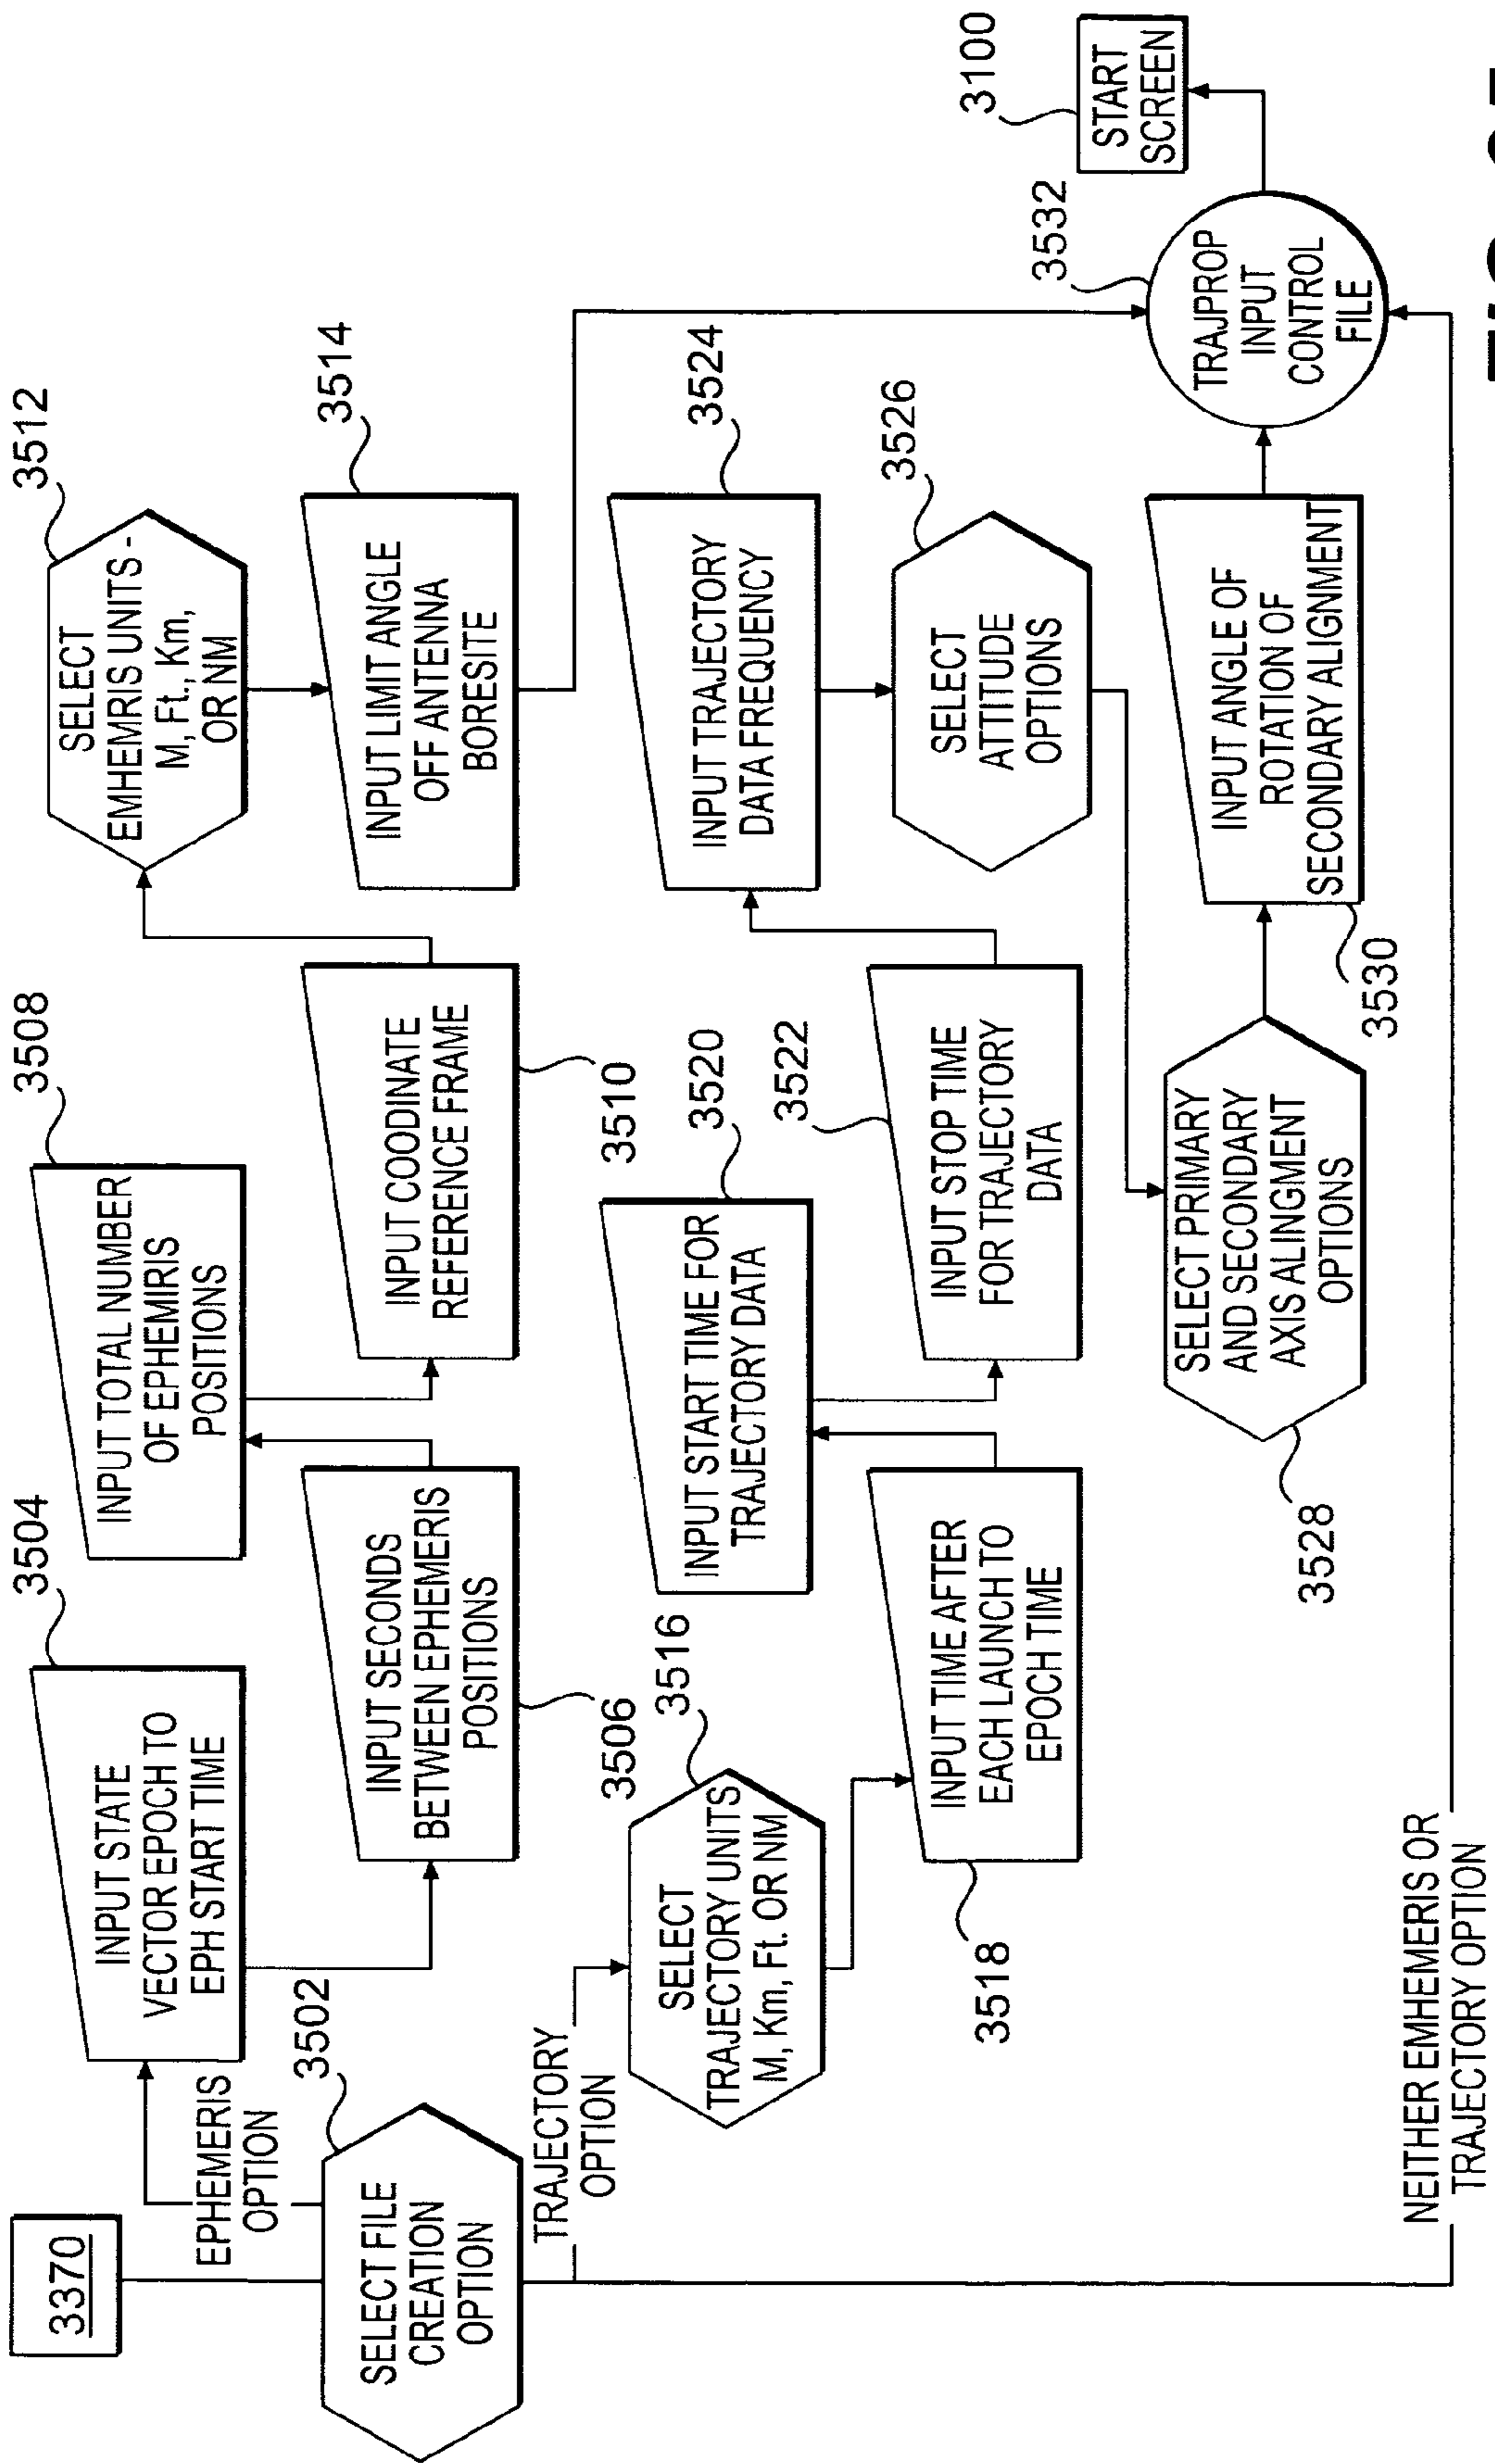 3370
SELECT FILE
CREATION
OPTION
3502
EPHEMERIS
OPTION
INPUT STATE
VECTOR EPOCH TO
EPH START TIME
3504
INPUT SECONDS
BETWEEN EPHEMERIS
POSITIONS
3506
INPUT TOTAL NUMBER
OF EPHEMIRIS
POSITIONS
3508
INPUT COODINATE
REFERENCE FRAME
3510
SELECT
EMHEMRIS UNITS -
M, Ft., Km,
OR NM
3512
INPUT LIMIT ANGLE
OFF ANTENNA
BORESITE
3514
TRAJECTORY
OPTION
SELECT
TRAJECTORY UNITS
M, Km, Ft. OR NM
3516
INPUT TIME AFTER
EACH LAUNCH TO
EPOCH TIME
3518
INPUT START TIME FOR
TRAJECTORY DATA
3520
INPUT STOP TIME
FOR TRAJECTORY
DATA
3522
INPUT TRAJECTORY
DATA FREQUENCY
3524
SELECT
ATTITUDE
OPTIONS
3526
SELECT PRIMARY
AND SECONDARY
AXIS ALINGMENT
OPTIONS
3528
INPUT ANGLE OF
ROTATION OF
SECONDARY ALIGNMENT
3530
TRAJPROP
INPUT
CONTROL
FILE
3532
START
SCREEN
3100
NEITHER EMHEMERIS OR
TRAJECTORY OPTION